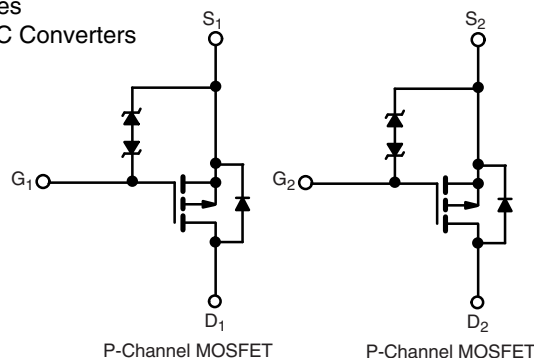 es
C Converters
S1
S2
G1
G2
D1
D2
P-Channel MOSFET
P-Channel MOSFET